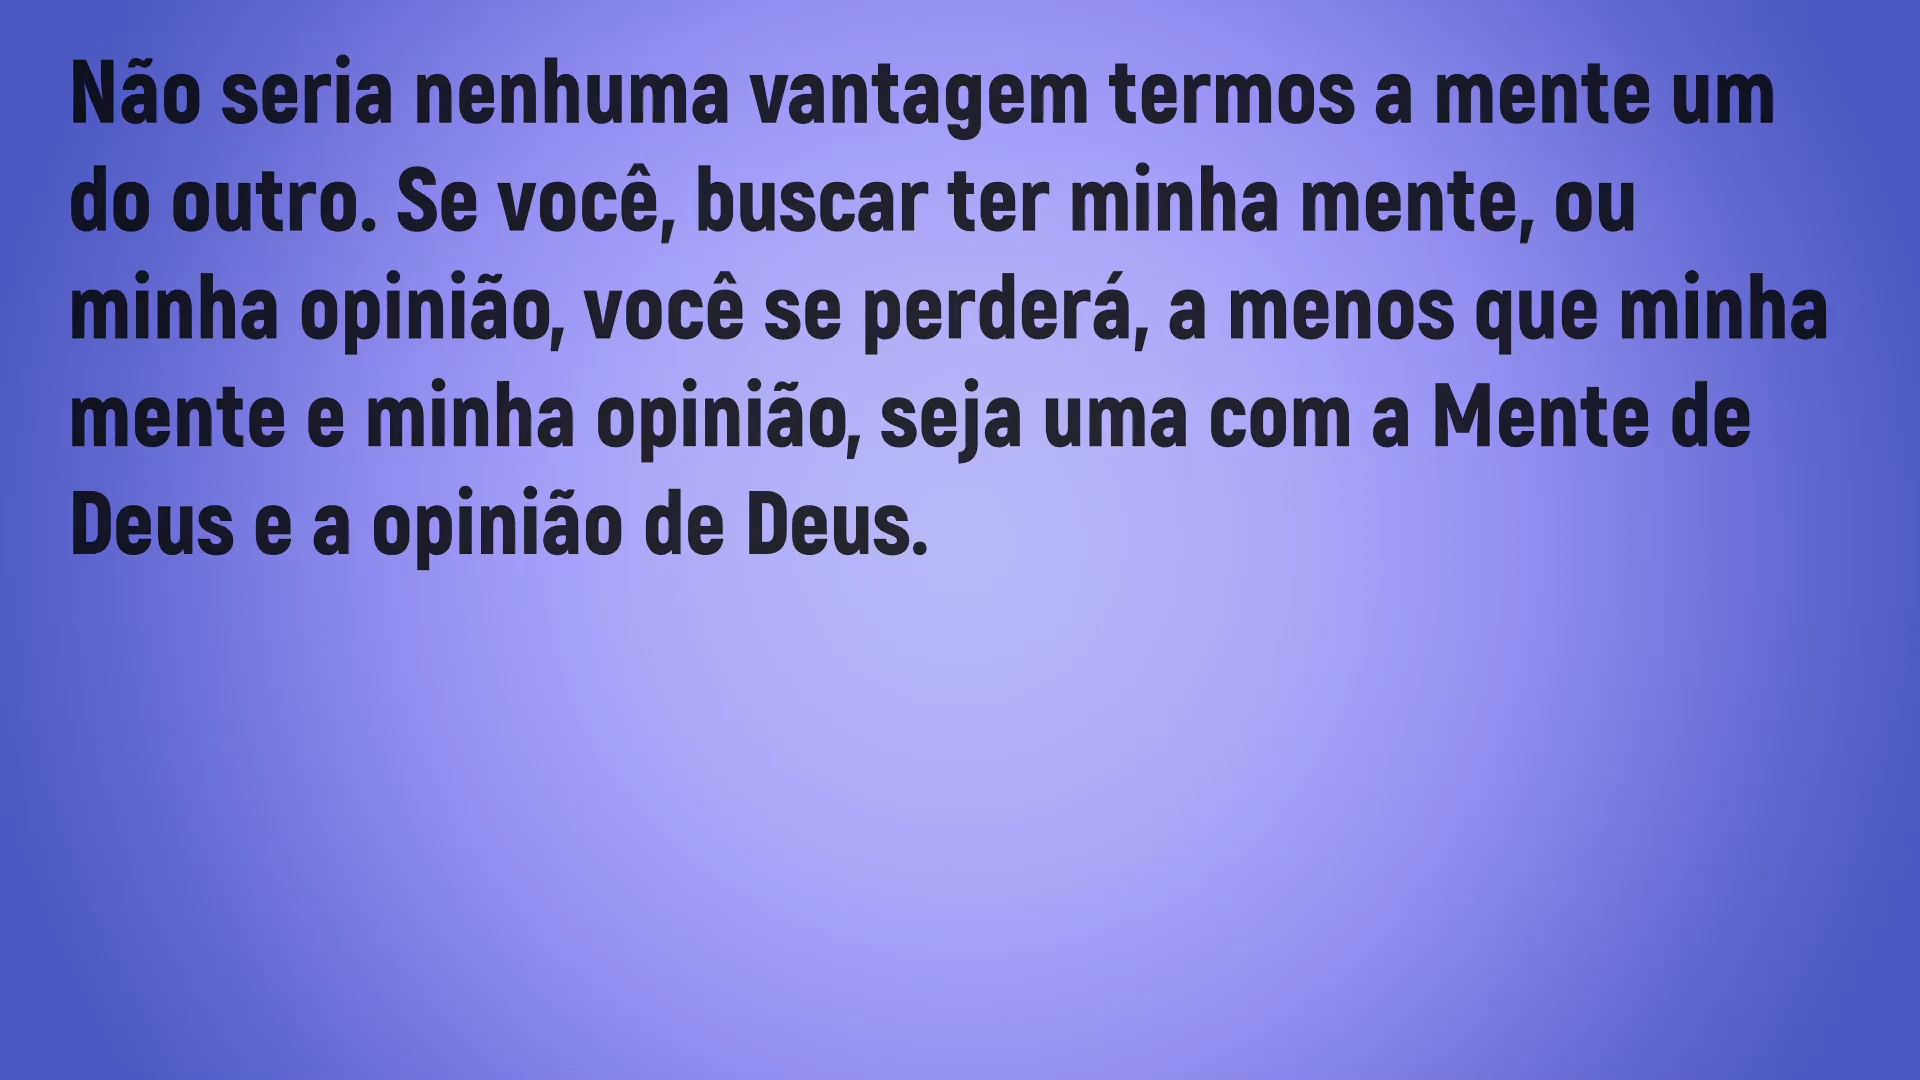 Não seria nenhuma vantagem termos a mente um
do outro. Se você, buscar ter minha mente, ou
minha opinião, você se perderá, a menos que minha
mente e minha opinião, seja uma com a Mente de
Deus e a opinião de Deus.